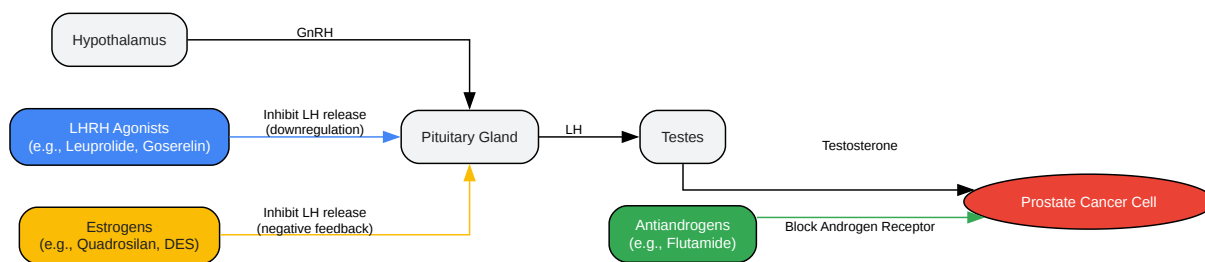 Hypothalamus
GnRH
LHRH Agonists
(e.g., Leuprolide, Goserelin)
Inhibit LH release
(downregulation)
Pituitary Gland
LH
Testes
Testosterone
Prostate Cancer Cell
Estrogens
(e.g., Quadrosilan, DES)
Inhibit LH release
(negative feedback)
Antiandrogens
(e.g., Flutamide)
Block Androgen Receptor